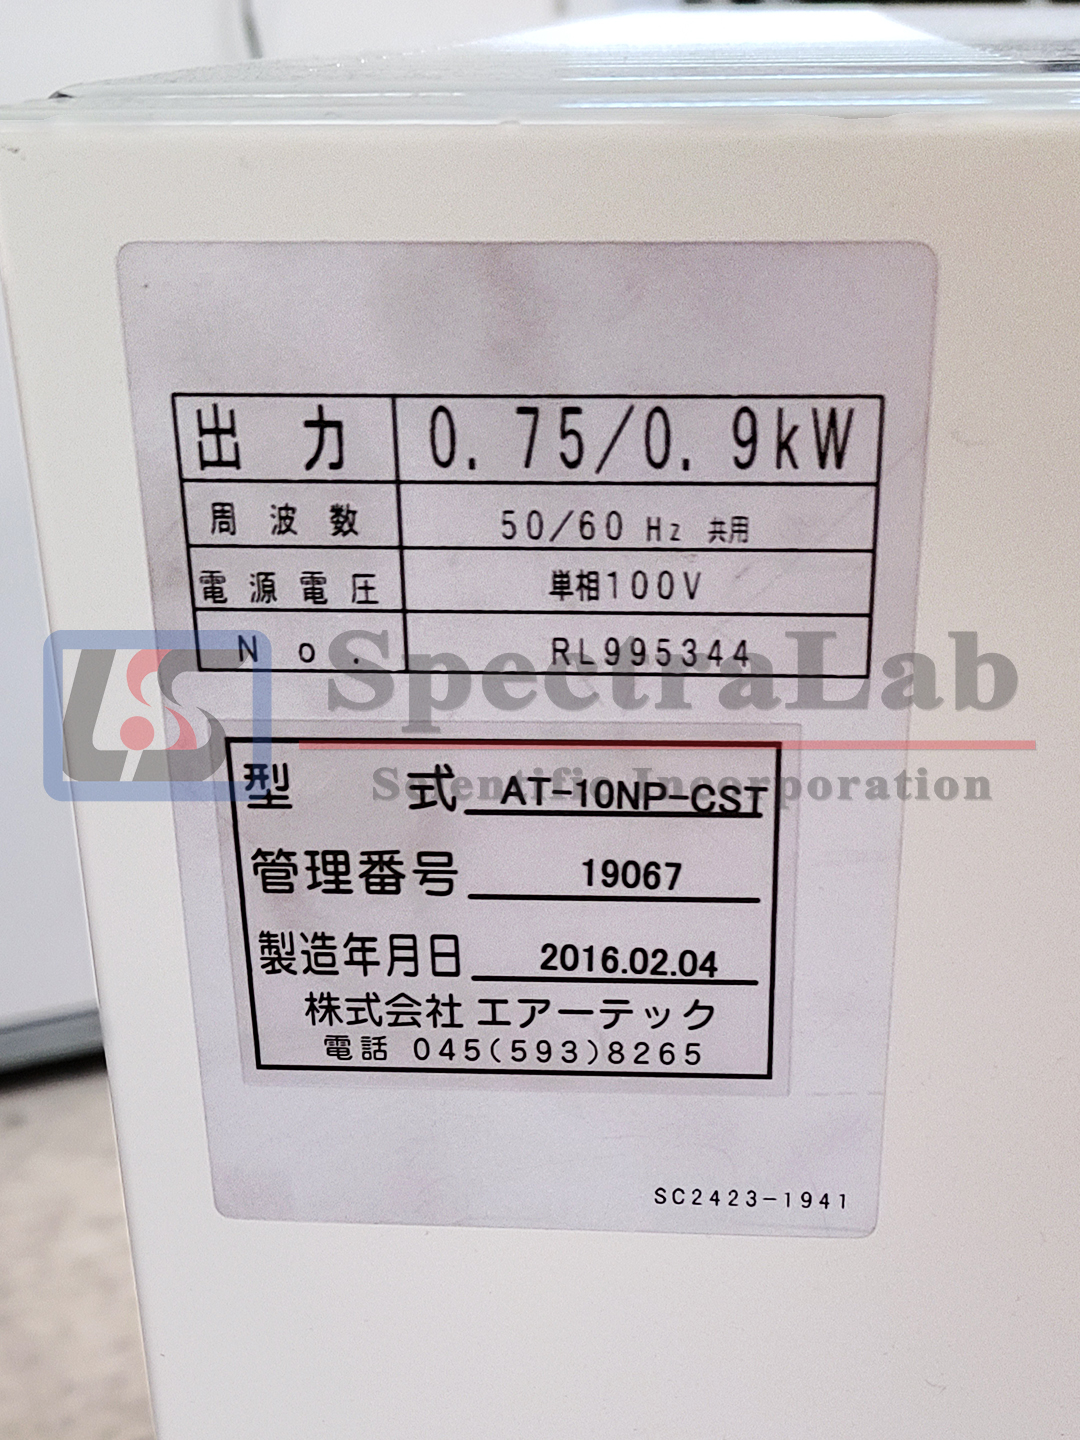 出力 0.75/0.9kW
周波数 50/60 Hz 共用
電源電圧 単相100V
No. RL995344
SpectraLab
Scientific Incorporation
型式 AT-10NP-CST
管理番号 19067
製造年月日 2016.02.04
株式会社 エアーテック
電話 045(593)8265
SC2423-1941